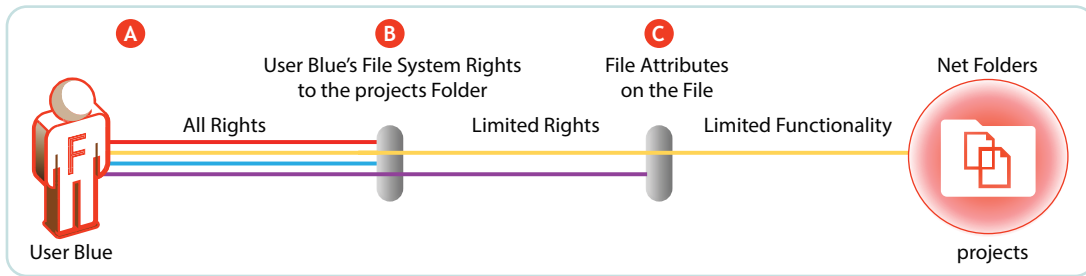 A
B
C
User Blue's File System Rights
to the projects Folder
File Attributes
on the File
Net Folders
All Rights
Limited Rights
Limited Functionality
F
User Blue
projects